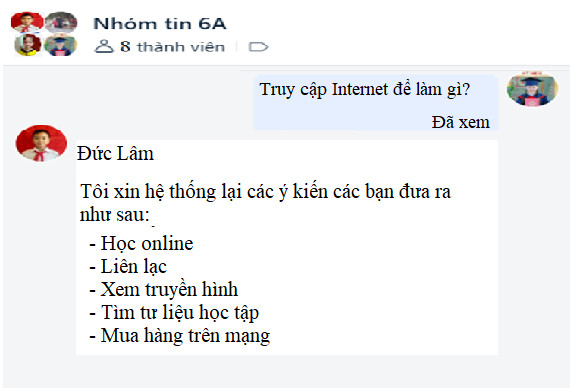 Nhóm tin 6A
8 thành viên
Truy cập Internet để làm gì?
Đã xem
Đức Lâm
Tôi xin hệ thống lại các ý kiến các bạn đưa ra
như sau:
- Học online
- Liên lạc
- Xem truyền hình
- Tìm tư liệu học tập
- Mua hàng trên mạng